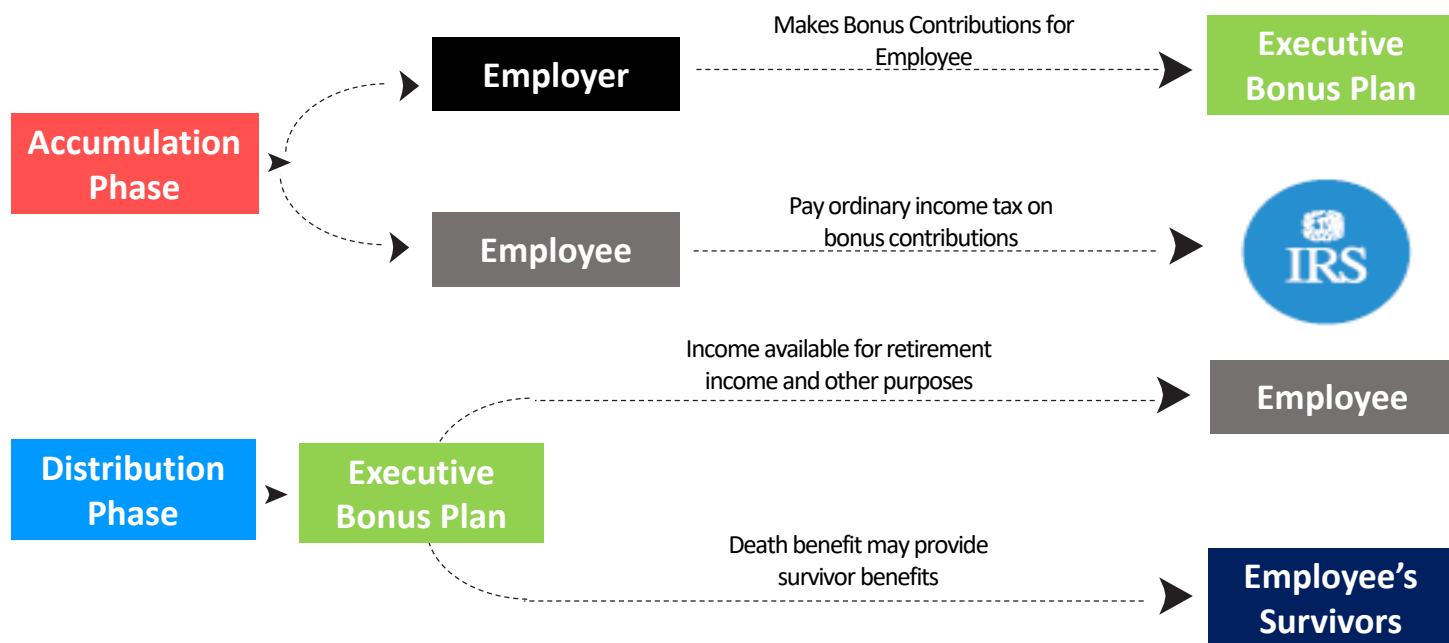 Makes Bonus Contributions for
Employee
Employer
Executive
Bonus Plan
Accumulation
Phase
Employee
Pay ordinary income tax on
bonus contributions
IRS
Income available for retirement
income and other purposes
Employee
Distribution
Phase
Executive
Bonus Plan
Death benefit may provide
survivor benefits
Employee’s
Survivors